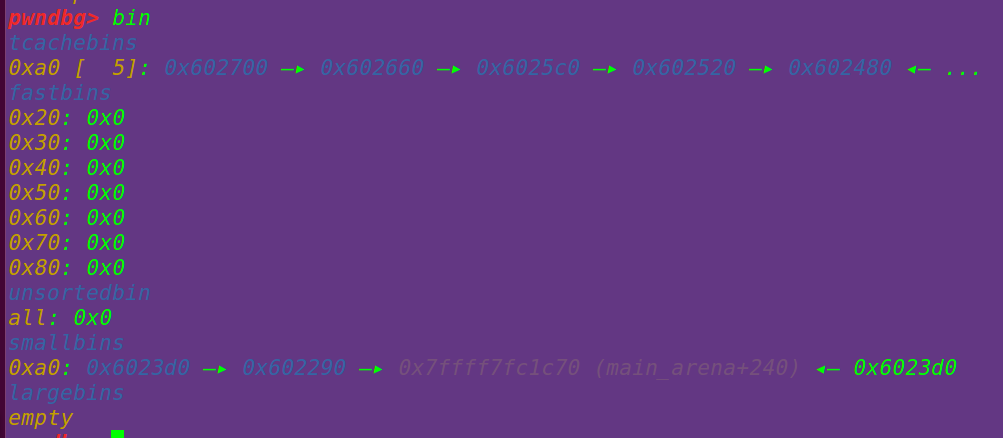 pwndbg> bin
tcachebins
0xa0 [  5]: 0x602700 —▸ 0x602660 —▸ 0x6025c0 —▸ 0x602520 —▸ 0x602480 ◂— ...
fastbins
0x20: 0x0
0x30: 0x0
0x40: 0x0
0x50: 0x0
0x60: 0x0
0x70: 0x0
0x80: 0x0
unsortedbin
all: 0x0
smallbins
0xa0: 0x6023d0 —▸ 0x602290 —▸ 0x7ffff7fc1c70 (main_arena+240) ◂— 0x6023d0
largebins
empty